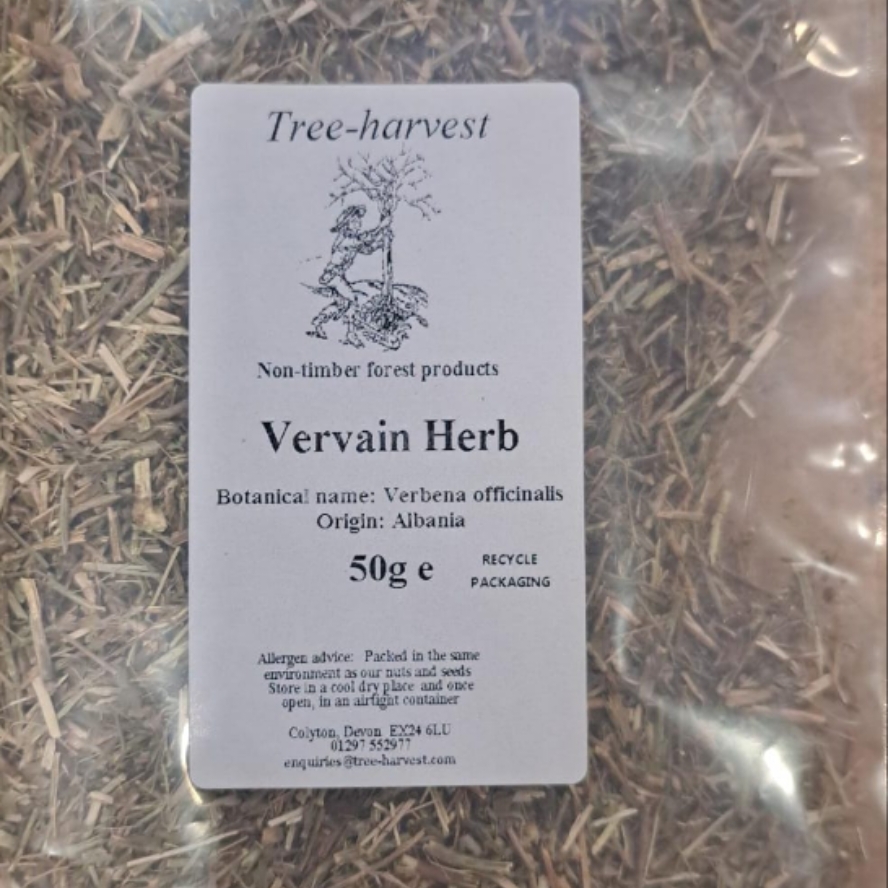 Tree-harvest
Non-timber forest products
Vervain Herb
Botanical name: Verbena officinalis
Origin: Albania
50g e
RECYCLE
PACKAGING
Allergen advice: Packed in the same
environment as our nuts and seeds
Store in a cool dry place and once
open, in an airtight container
Colyton, Devon EX24 6LU
01297 552977
enquiries@tree-harvest.com